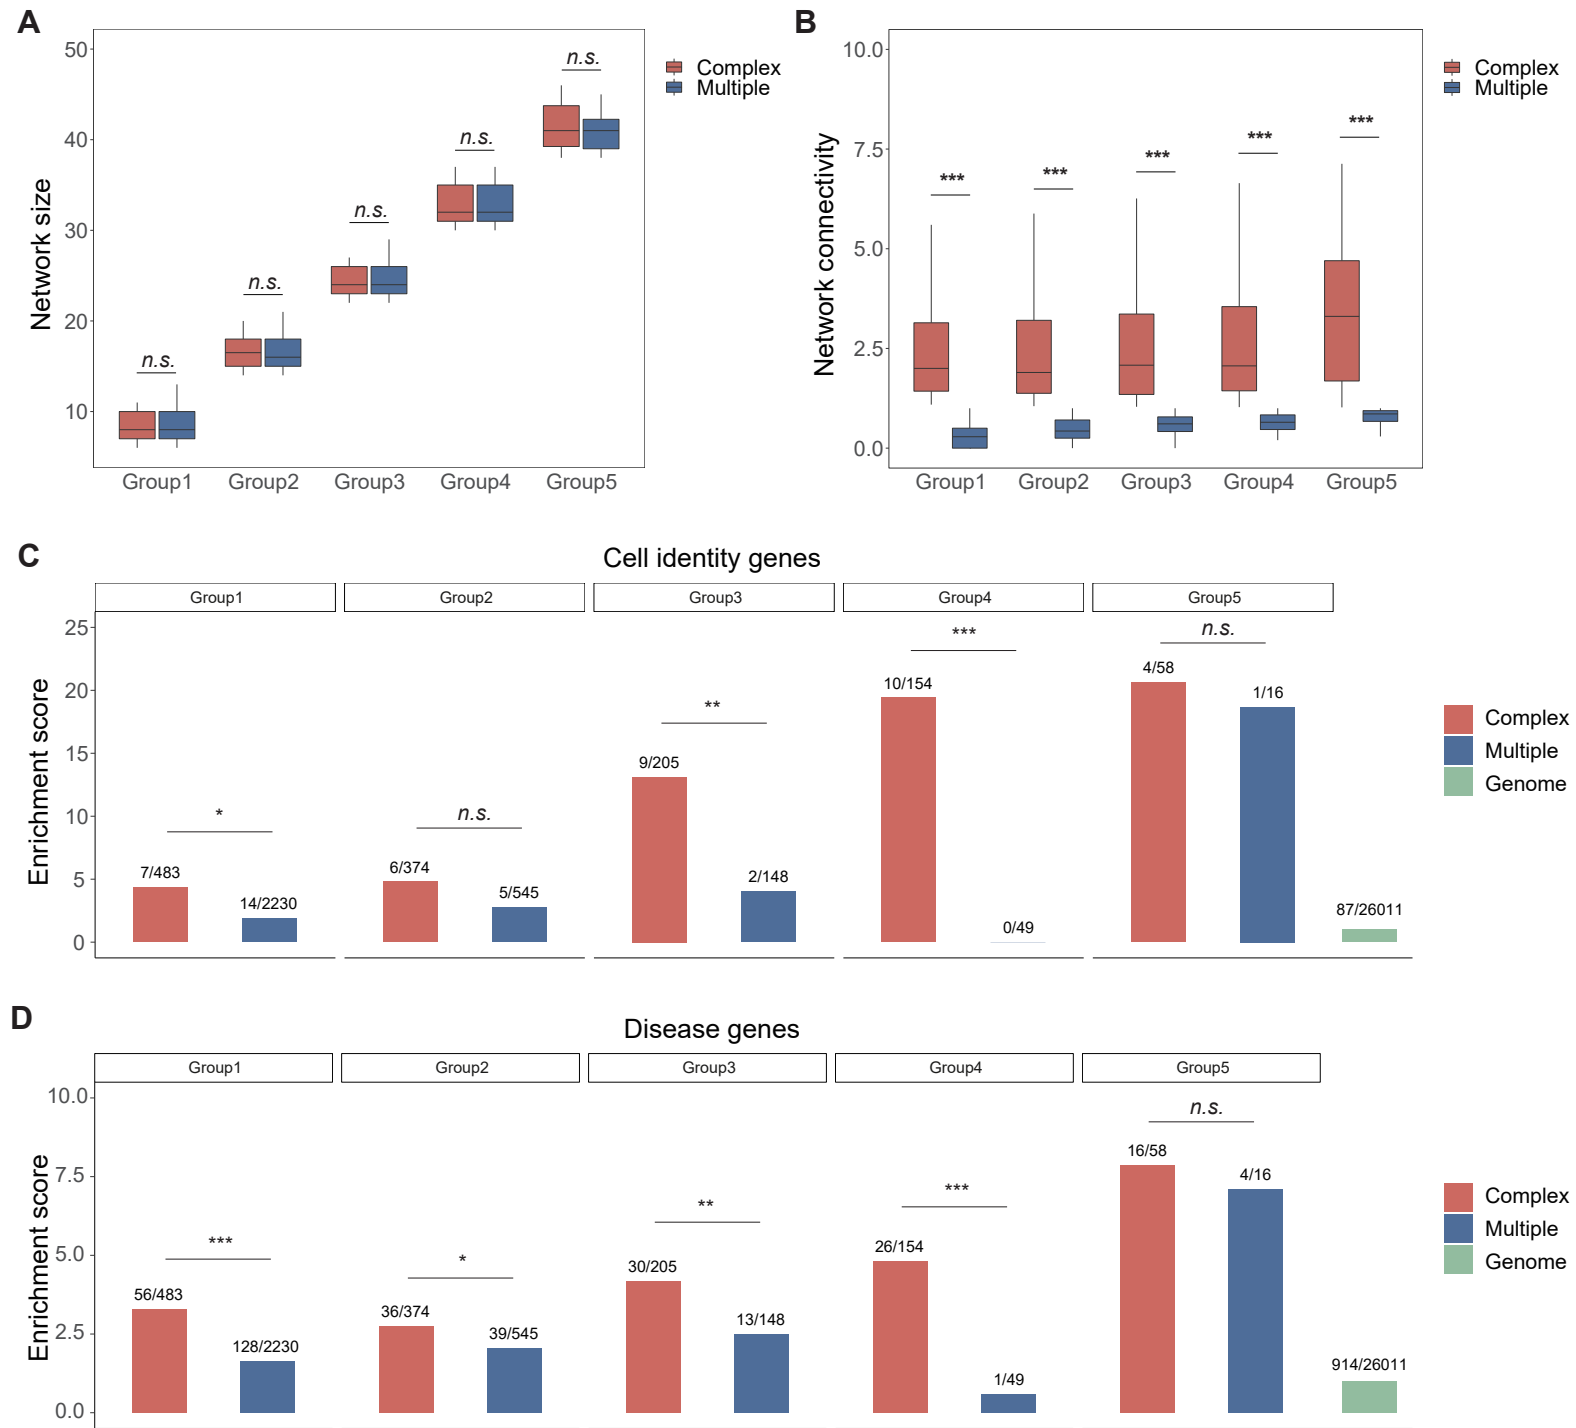 A
50
40
30
20
10
Network size
n.s.
n.s.
n.s.
n.s.
n.s.
Group1 Group2 Group3 Group4 Group5
Complex
Multiple
B
10.0
7.5
5.0
2.5
0.0
Network connectivity
***
***
***
***
***
Group1 Group2 Group3 Group4 Group5
Complex
Multiple
C
Cell identity genes
Group1 Group2 Group3 Group4 Group5
25
20
15
10
5
0
Enrichment score
*
7/483
14/2230
n.s.
6/374
5/545
**
9/205
2/148
***
10/154
0/49
n.s.
4/58
1/16
87/26011
Complex
Multiple
Genome
D
Disease genes
Group1 Group2 Group3 Group4 Group5
10.0
7.5
5.0
2.5
0.0
Enrichment score
***
56/483
128/2230
*
36/374
39/545
**
30/205
13/148
***
26/154
1/49
n.s.
16/58
4/16
914/26011
Complex
Multiple
Genome